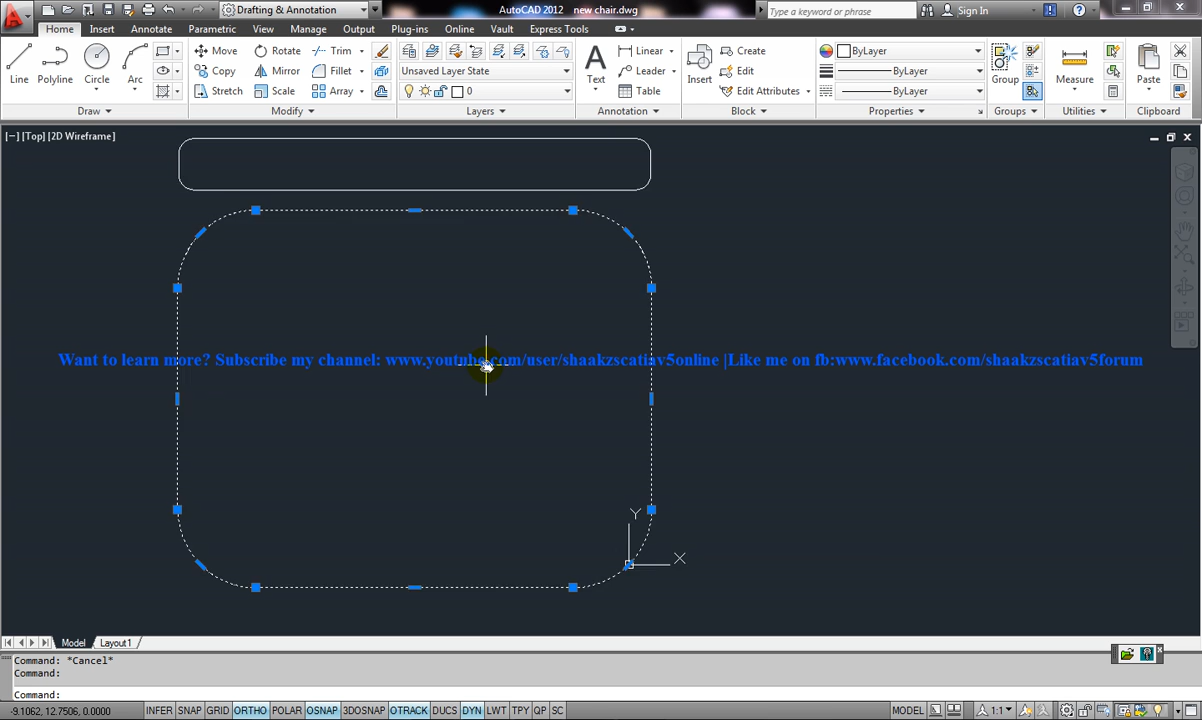 AutoCAD 2012 new chair.dwg
Drafting & Annotation
Type a keyword or phrase
Sign In
Home Insert Annotate Parametric View Manage Output Plug-ins Online Vault Express Tools
Line Polyline Circle Arc
Move Rotate Trim
Copy Mirror Fillet
Stretch Scale Array
Unsaved Layer State
0
Text
Linear
Leader
Table
Insert
Create
Edit
Edit Attributes
ByLayer
ByLayer
ByLayer
Group
Measure
Paste
Draw Modify Layers Annotation Block Properties Groups Utilities Clipboard
[−] [Top] [2D Wireframe]
Want to learn more? Subscribe my channel: www.youtube.com/user/shaakzscatiav5online |Like me on fb:www.facebook.com/shaakzscatiav5forum
Y
X
Model Layout1
Command: *Cancel*
Command:
Command:
-9.1062, 12.7506, 0.0000 INFER SNAP GRID ORTHO POLAR OSNAP 3DOSNAP OTRACK DUCS DYN LWT TPY QP SC MODEL 1:1